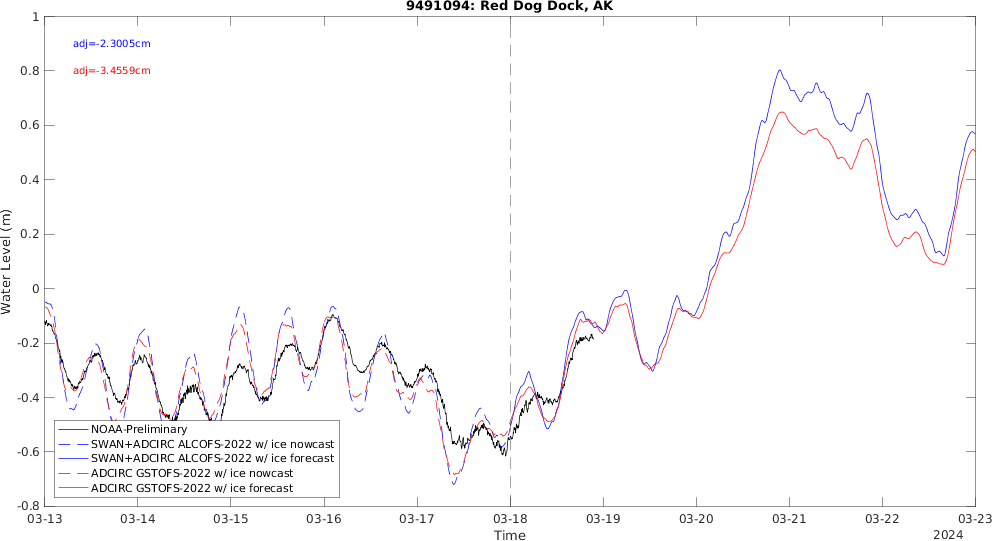 9491094: Red Dog Dock, AK
adj=-2.3005cm
adj=-3.4559cm
Water Level (m)
1
0.8
0.6
0.4
0.2
0
-0.2
-0.4
-0.6
-0.8
NOAA-Preliminary
SWAN+ADCIRC ALCOFS-2022 w/ ice nowcast
SWAN+ADCIRC ALCOFS-2022 w/ ice forecast
ADCIRC GSTOFS-2022 w/ ice nowcast
ADCIRC GSTOFS-2022 w/ ice forecast
03-13 03-14 03-15 03-16 03-17 03-18 03-19 03-20 03-21 03-22 03-23
Time
2024